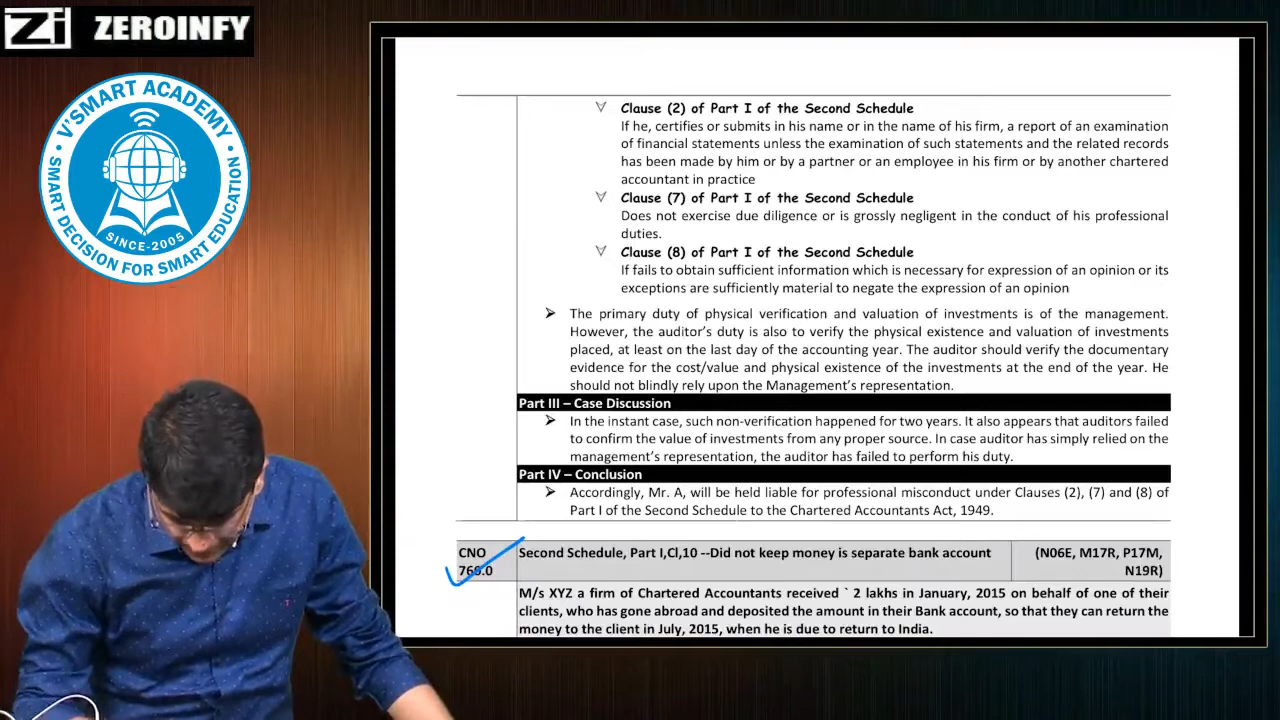 Zi ZEROINFY
V'SMART ACADEMY
SMART DECISION FOR SMART EDUCATION
SINCE-2005
Clause (2) of Part I of the Second Schedule
If he, certifies or submits in his name or in the name of his firm, a report of an examination
of financial statements unless the examination of such statements and the related records
has been made by him or by a partner or an employee in his firm or by another chartered
accountant in practice
Clause (7) of Part I of the Second Schedule
Does not exercise due diligence or is grossly negligent in the conduct of his professional
duties.
Clause (8) of Part I of the Second Schedule
If fails to obtain sufficient information which is necessary for expression of an opinion or its
exceptions are sufficiently material to negate the expression of an opinion
The primary duty of physical verification and valuation of investments is of the management.
However, the auditor's duty is also to verify the physical existence and valuation of investments
placed, at least on the last day of the accounting year. The auditor should verify the documentary
evidence for the cost/value and physical existence of the investments at the end of the year. He
should not blindly rely upon the Management's representation.
Part III – Case Discussion
In the instant case, such non-verification happened for two years. It also appears that auditors failed
to confirm the value of investments from any proper source. In case auditor has simply relied on the
management's representation, the auditor has failed to perform his duty.
Part IV – Conclusion
Accordingly, Mr. A, will be held liable for professional misconduct under Clauses (2), (7) and (8) of
Part I of the Second Schedule to the Chartered Accountants Act, 1949.
CNO Second Schedule, Part I,Cl,10 --Did not keep money is separate bank account (N06E, M17R, P17M,
760.0 N19R)
M/s XYZ a firm of Chartered Accountants received ` 2 lakhs in January, 2015 on behalf of one of their
clients, who has gone abroad and deposited the amount in their Bank account, so that they can return the
money to the client in July, 2015, when he is due to return to India.